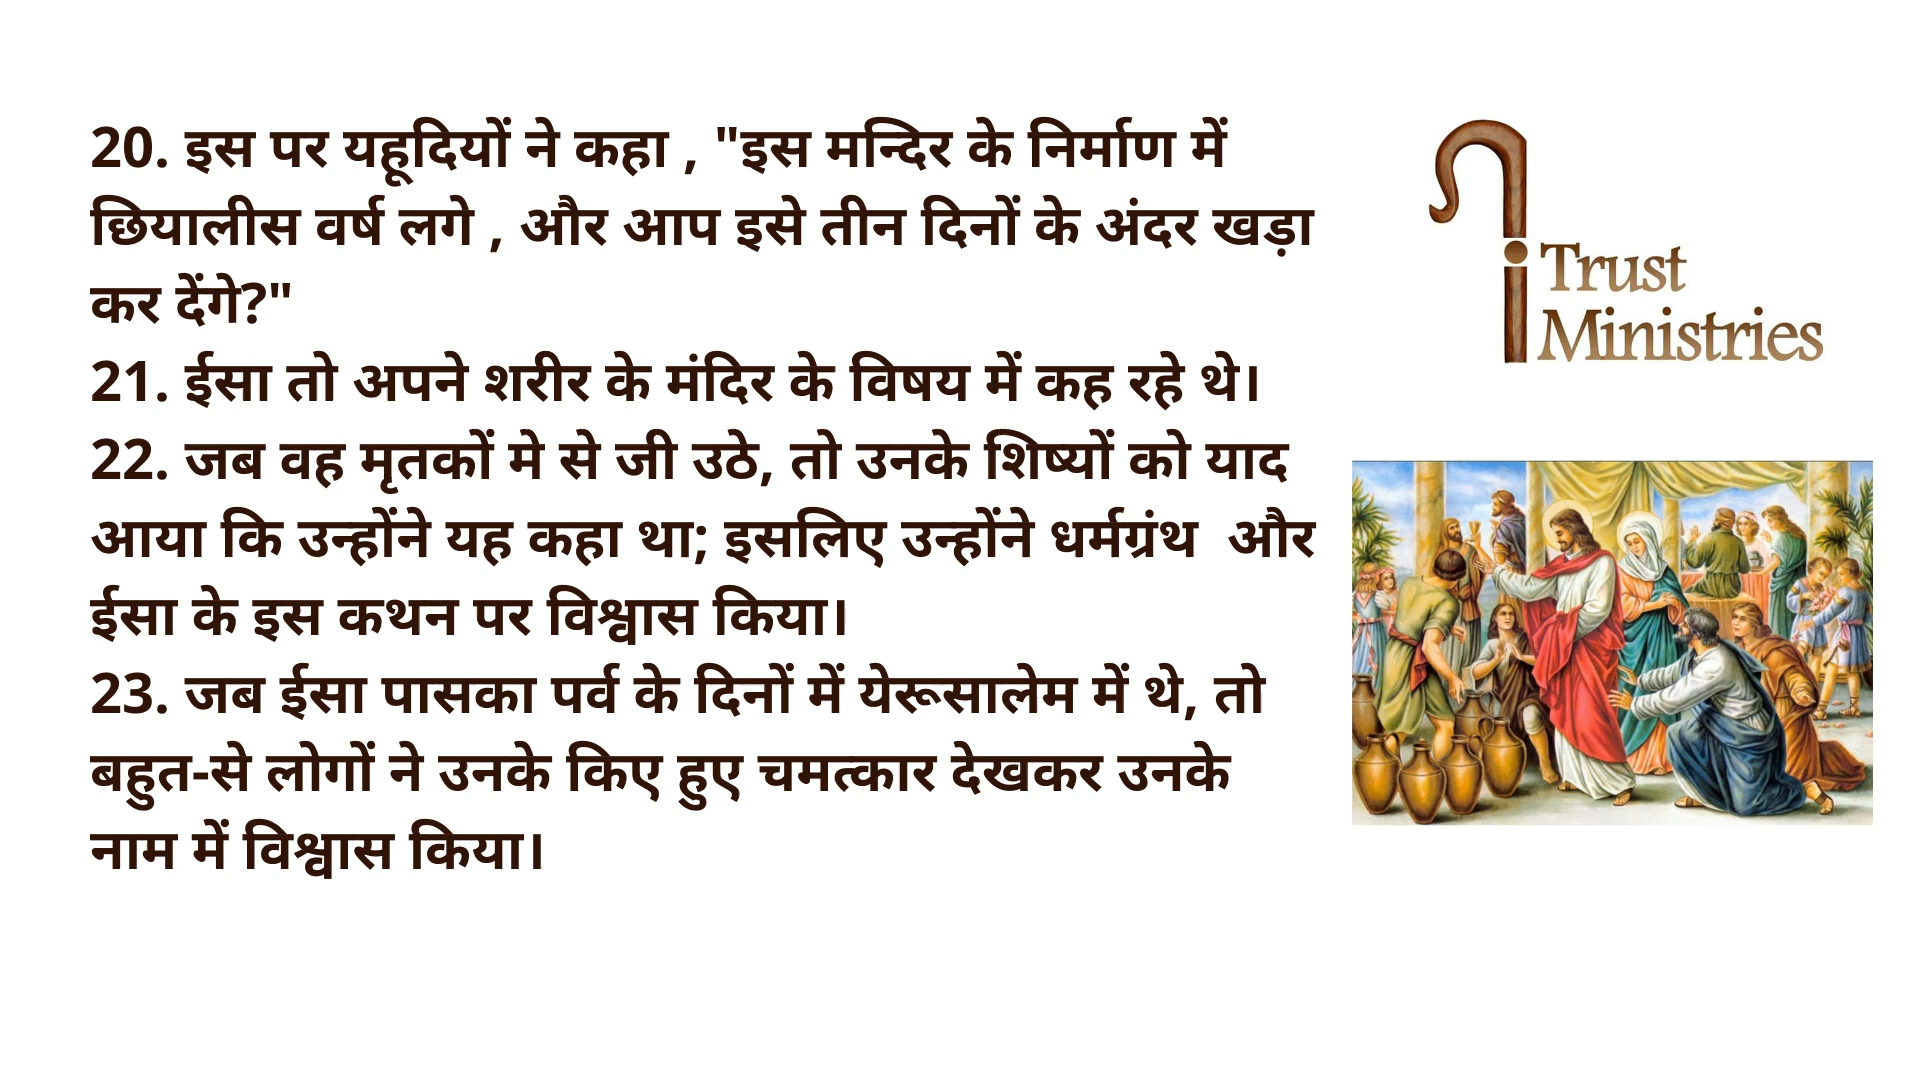 20. इस पर यहूदियों ने कहा , "इस मन्दिर के निर्माण में
छियालीस वर्ष लगे , और आप इसे तीन दिनों के अंदर खड़ा
कर देंगे?"
21. ईसा तो अपने शरीर के मंदिर के विषय में कह रहे थे।
22. जब वह मृतकों मे से जी उठे, तो उनके शिष्यों को याद
आया कि उन्होंने यह कहा था; इसलिए उन्होंने धर्मग्रंथ  और
ईसा के इस कथन पर विश्वास किया।
23. जब ईसा पासका पर्व के दिनों में येरूसालेम में थे, तो
बहुत-से लोगों ने उनके किए हुए चमत्कार देखकर उनके
नाम में विश्वास किया।
i Trust
Ministries